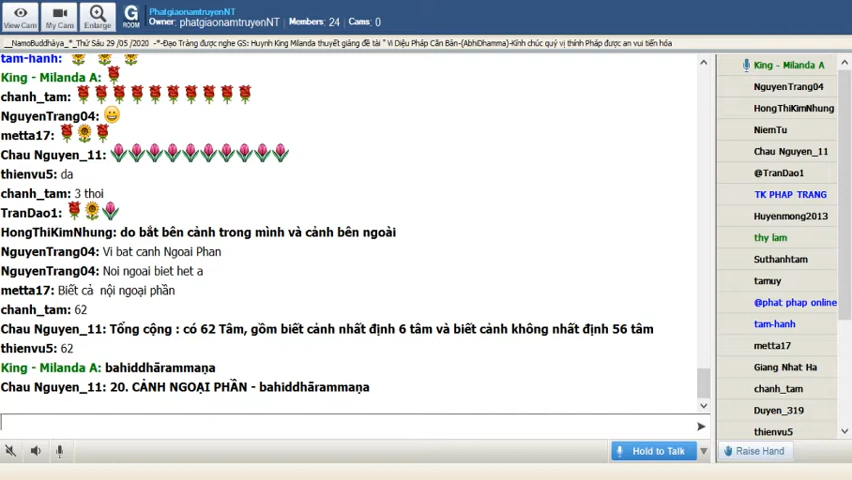 PhatgiaonamtruyenNT
Owner: phatgiaonamtruyenNT Members: 24 Cams: 0
View Cam
My Cam
Enlarge
G
ROOM
__NamoBuddhàya_*_Thứ Sáu 29 /05 /2020 -*-Đạo Tràng được nghe GS: Huynh King Milanda thuyết giảng đề tài " Vi Diệu Pháp Căn Bản-(AbhiDhamma)-Kính chúc quý vị thính Pháp được an vui tiến hóa
tam-hanh:
King - Milanda A:
chanh_tam:
NguyenTrang04:
metta17:
Chau Nguyen_11:
thienvu5: da
chanh_tam: 3 thoi
TranDao1:
HongThiKimNhung: do bắt bên cảnh trong mình và cảnh bên ngoài
NguyenTrang04: Vi bat canh Ngoai Phan
NguyenTrang04: Noi ngoai biet het a
metta17: Biết cả nội ngoại phần
chanh_tam: 62
Chau Nguyen_11: Tổng cộng : có 62 Tâm, gồm biết cảnh nhất định 6 tâm và biết cảnh không nhất định 56 tâm
thienvu5: 62
King - Milanda A: bahiddhārammaṇa
Chau Nguyen_11: 20. CẢNH NGOẠI PHẦN - bahiddhārammaṇa
King - Milanda A
NguyenTrang04
HongThiKimNhung
NiemTu
Chau Nguyen_11
@TranDao1
TK PHAP TRANG
Huyenmong2013
thy lam
Suthanhtam
tamuy
@phat phap online
tam-hanh
metta17
Giang Nhat Ha
chanh_tam
Duyen_319
thienvu5
Hold to Talk
Raise Hand